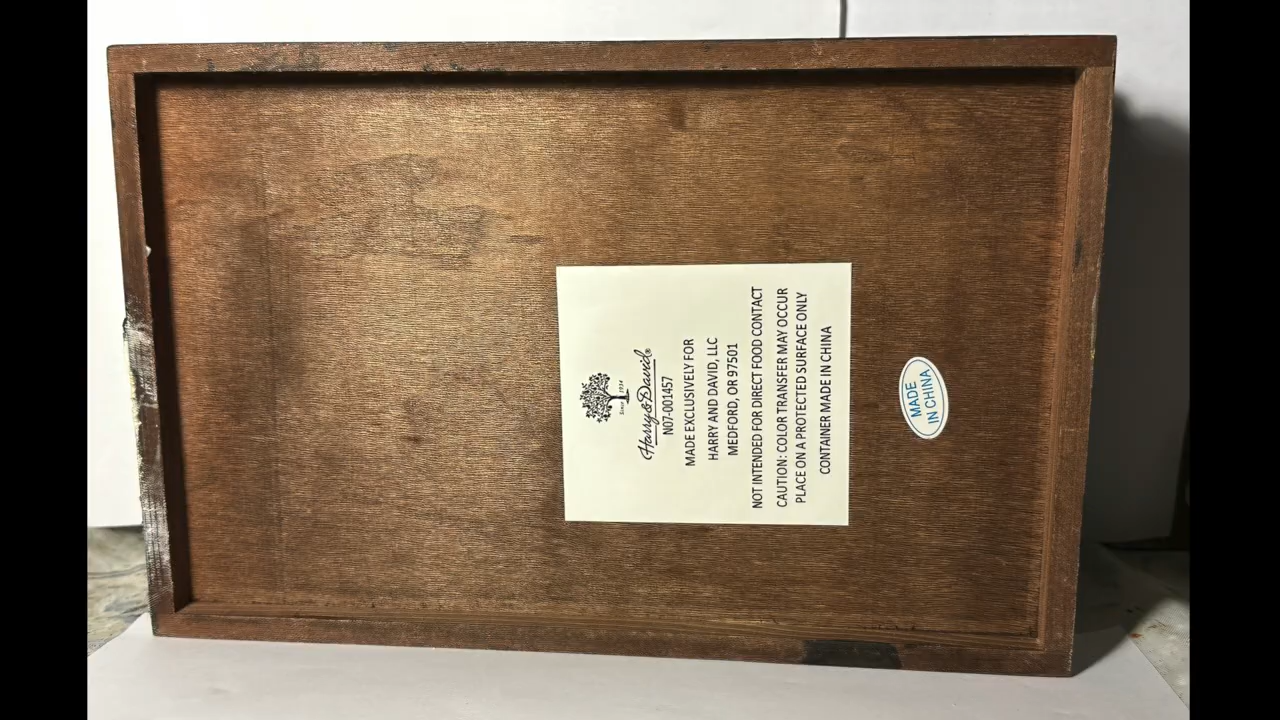 Since 1934
Harry & David®
N07-001457
MADE EXCLUSIVELY FOR
HARRY AND DAVID, LLC
MEDFORD, OR 97501
NOT INTENDED FOR DIRECT FOOD CONTACT
CAUTION: COLOR TRANSFER MAY OCCUR
PLACE ON A PROTECTED SURFACE ONLY
CONTAINER MADE IN CHINA
MADE
IN CHINA